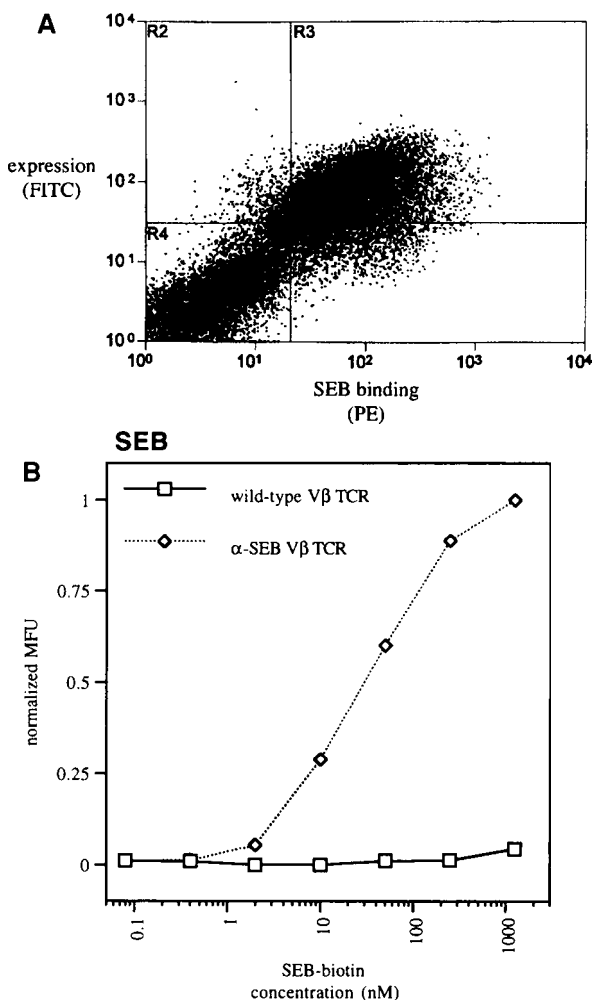 A
R2 R3
10⁴
10³
expression
(FITC)
10²
R4
10¹
10⁰
10⁰ 10¹ 10² 10³ 10⁴
SEB binding
(PE)
SEB
B
wild-type Vβ TCR
α-SEB Vβ TCR
1
0.75
0.5
0.25
0
normalized MFU
0.1 1 10 100 1000
SEB-biotin
concentration (nM)